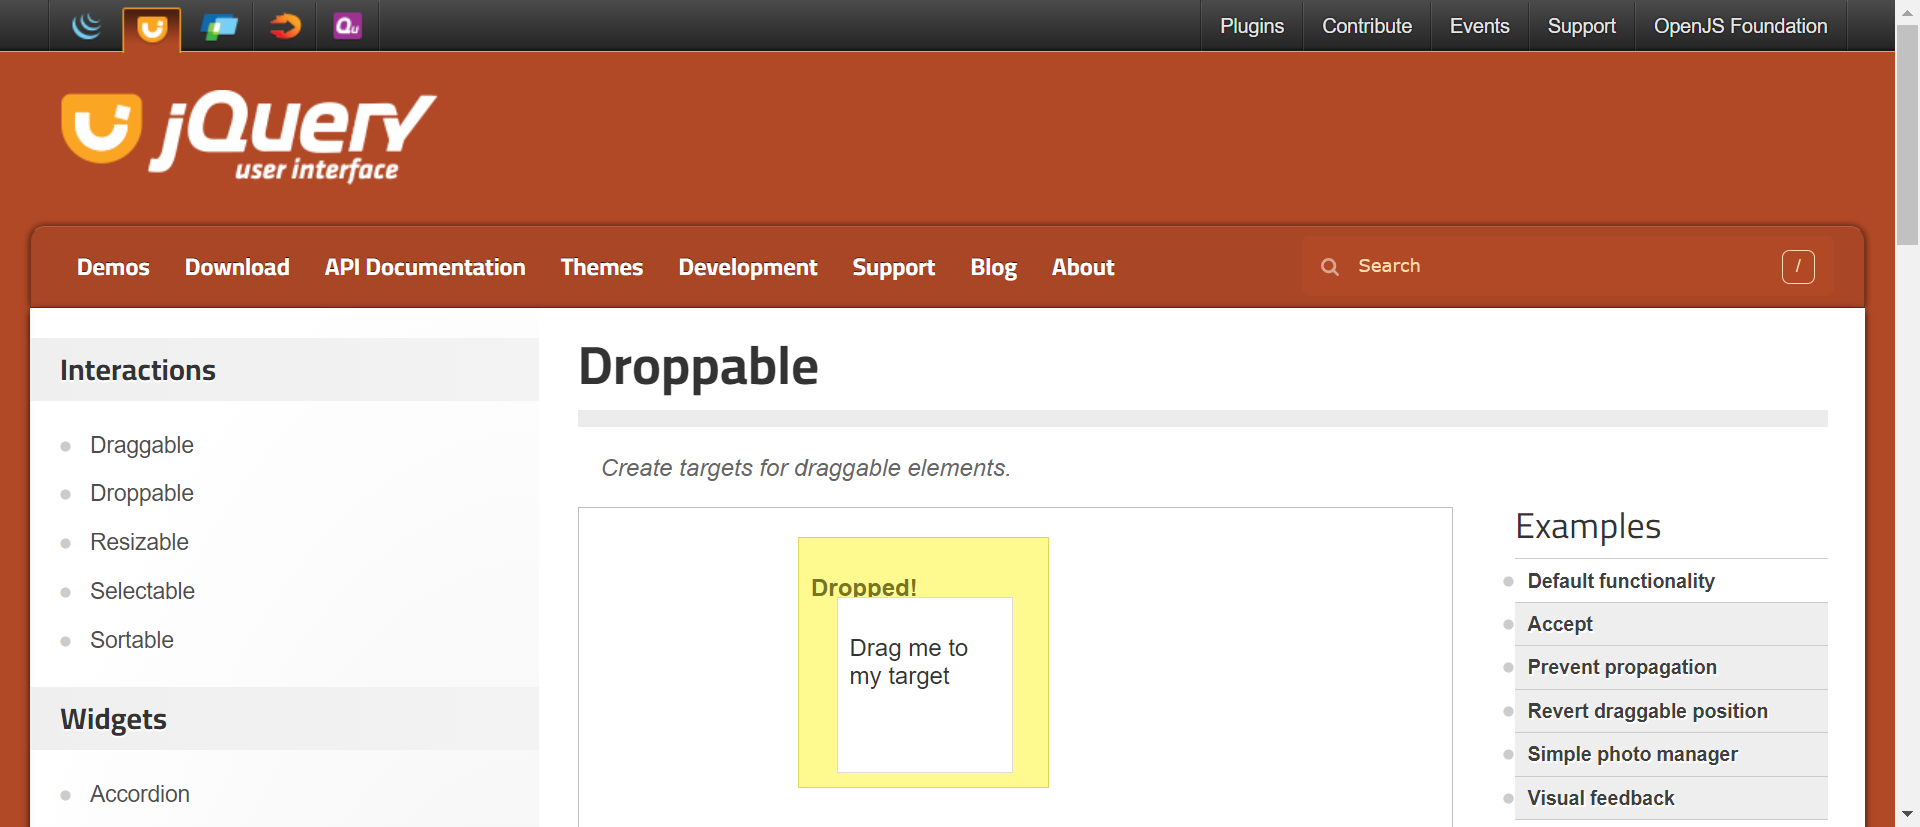 Qu
Plugins
Contribute
Events
Support
OpenJS Foundation
jQuery
user interface
Demos
Download
API Documentation
Themes
Development
Support
Blog
About
Search
/
Interactions
Draggable
Droppable
Resizable
Selectable
Sortable
Widgets
Accordion
Droppable
Create targets for draggable elements.
Dropped!
Drag me to
my target
Examples
Default functionality
Accept
Prevent propagation
Revert draggable position
Simple photo manager
Visual feedback